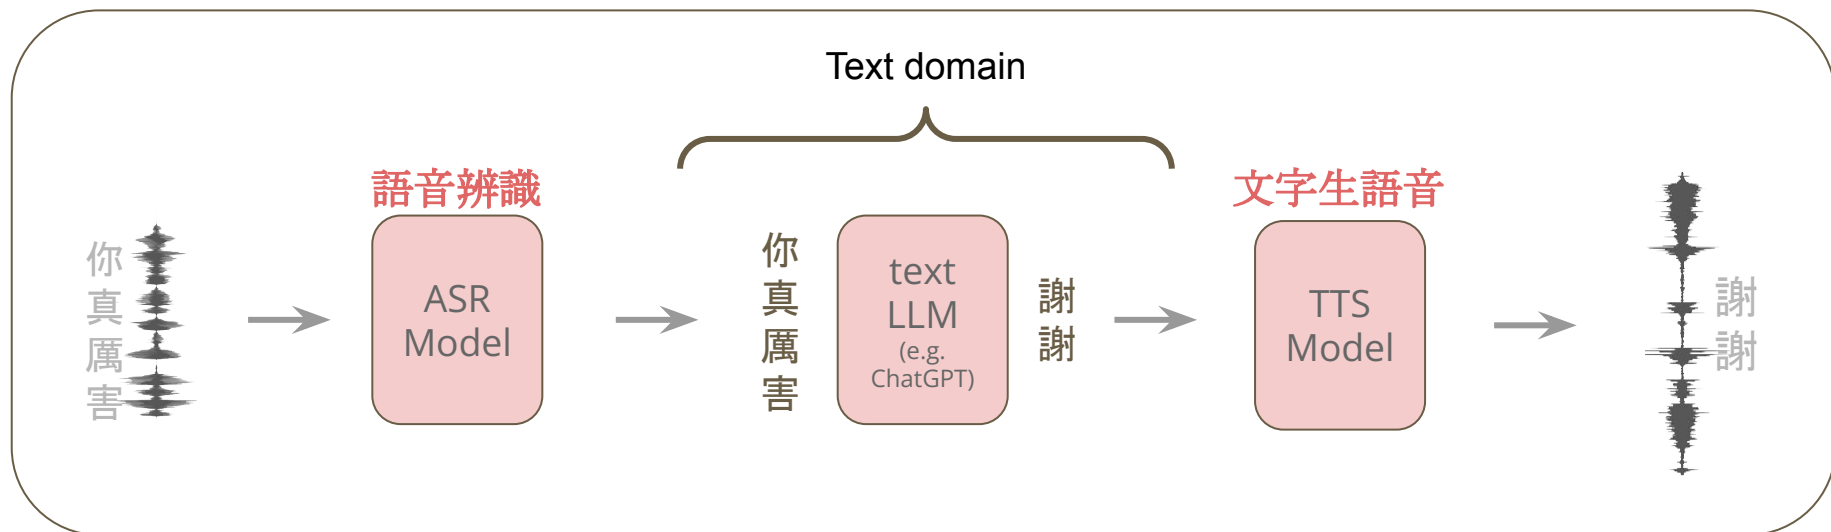 Text domain
語音辨識
文字生語音
你真厲害
ASR
Model
你真厲害
text
LLM
(e.g.
ChatGPT)
謝謝
TTS
Model
謝謝